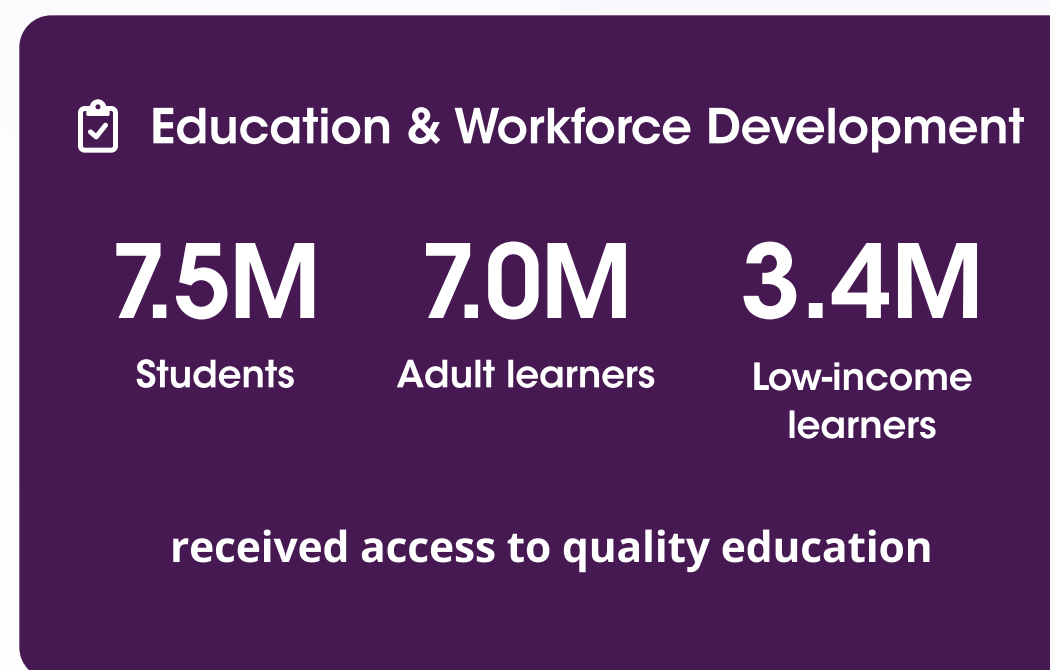 Education & Workforce Development
7.5M 7.0M 3.4M
Students Adult learners Low-income
learners
received access to quality education